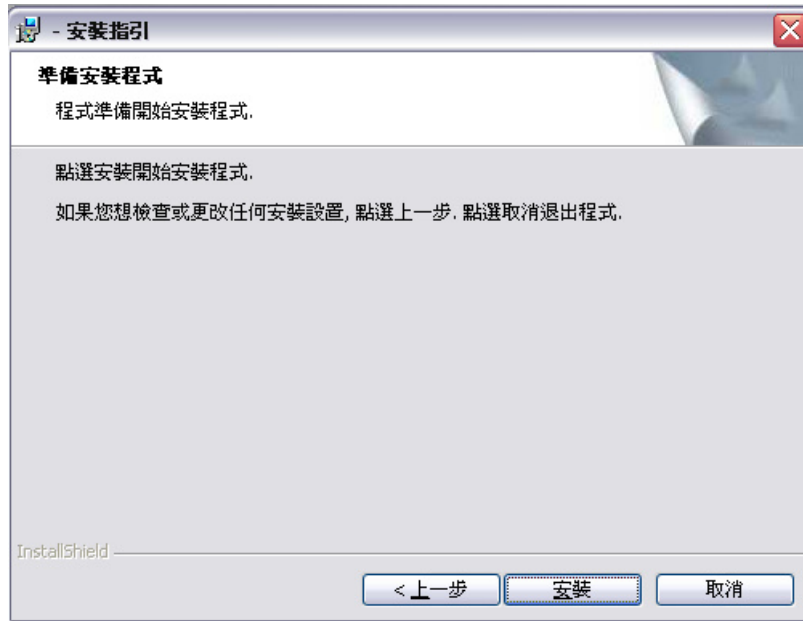 - 安裝指引
準備安裝程式
程式準備開始安裝程式.
點選安裝開始安裝程式.
如果您想檢查或更改任何安裝設置, 點選上一步. 點選取消退出程式.
InstallShield
< 上一步
安裝
取消